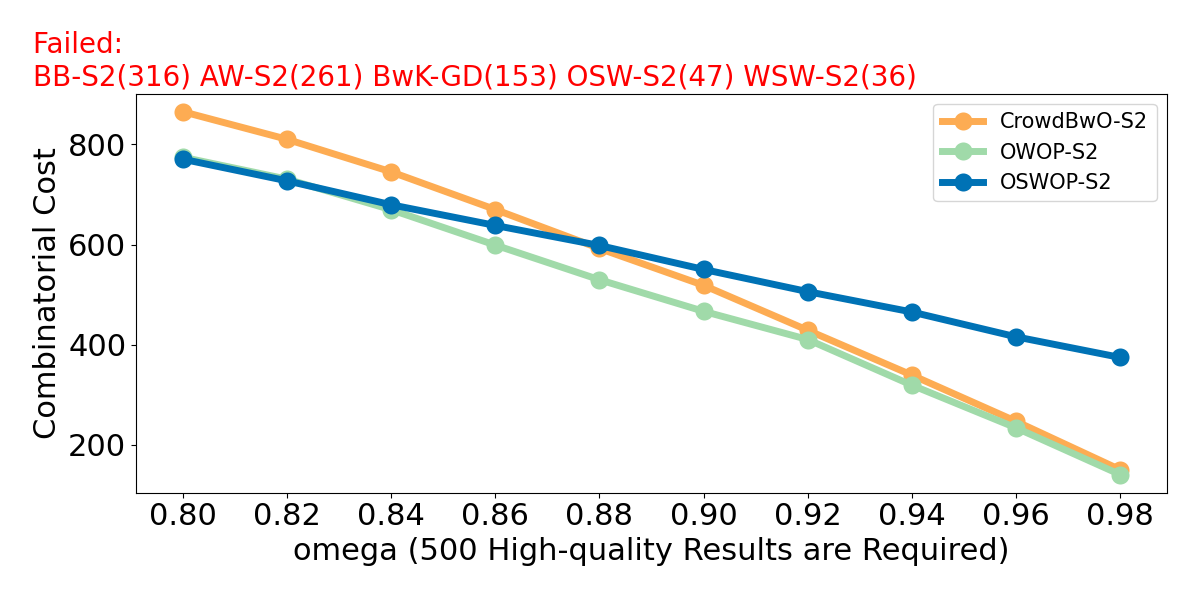 Failed:
BB-S2(316) AW-S2(261) BwK-GD(153) OSW-S2(47) WSW-S2(36)
CrowdBwO-S2
OWOP-S2
OSWOP-S2
Combinatorial Cost
800
600
400
200
0.80 0.82 0.84 0.86 0.88 0.90 0.92 0.94 0.96 0.98
omega (500 High-quality Results are Required)